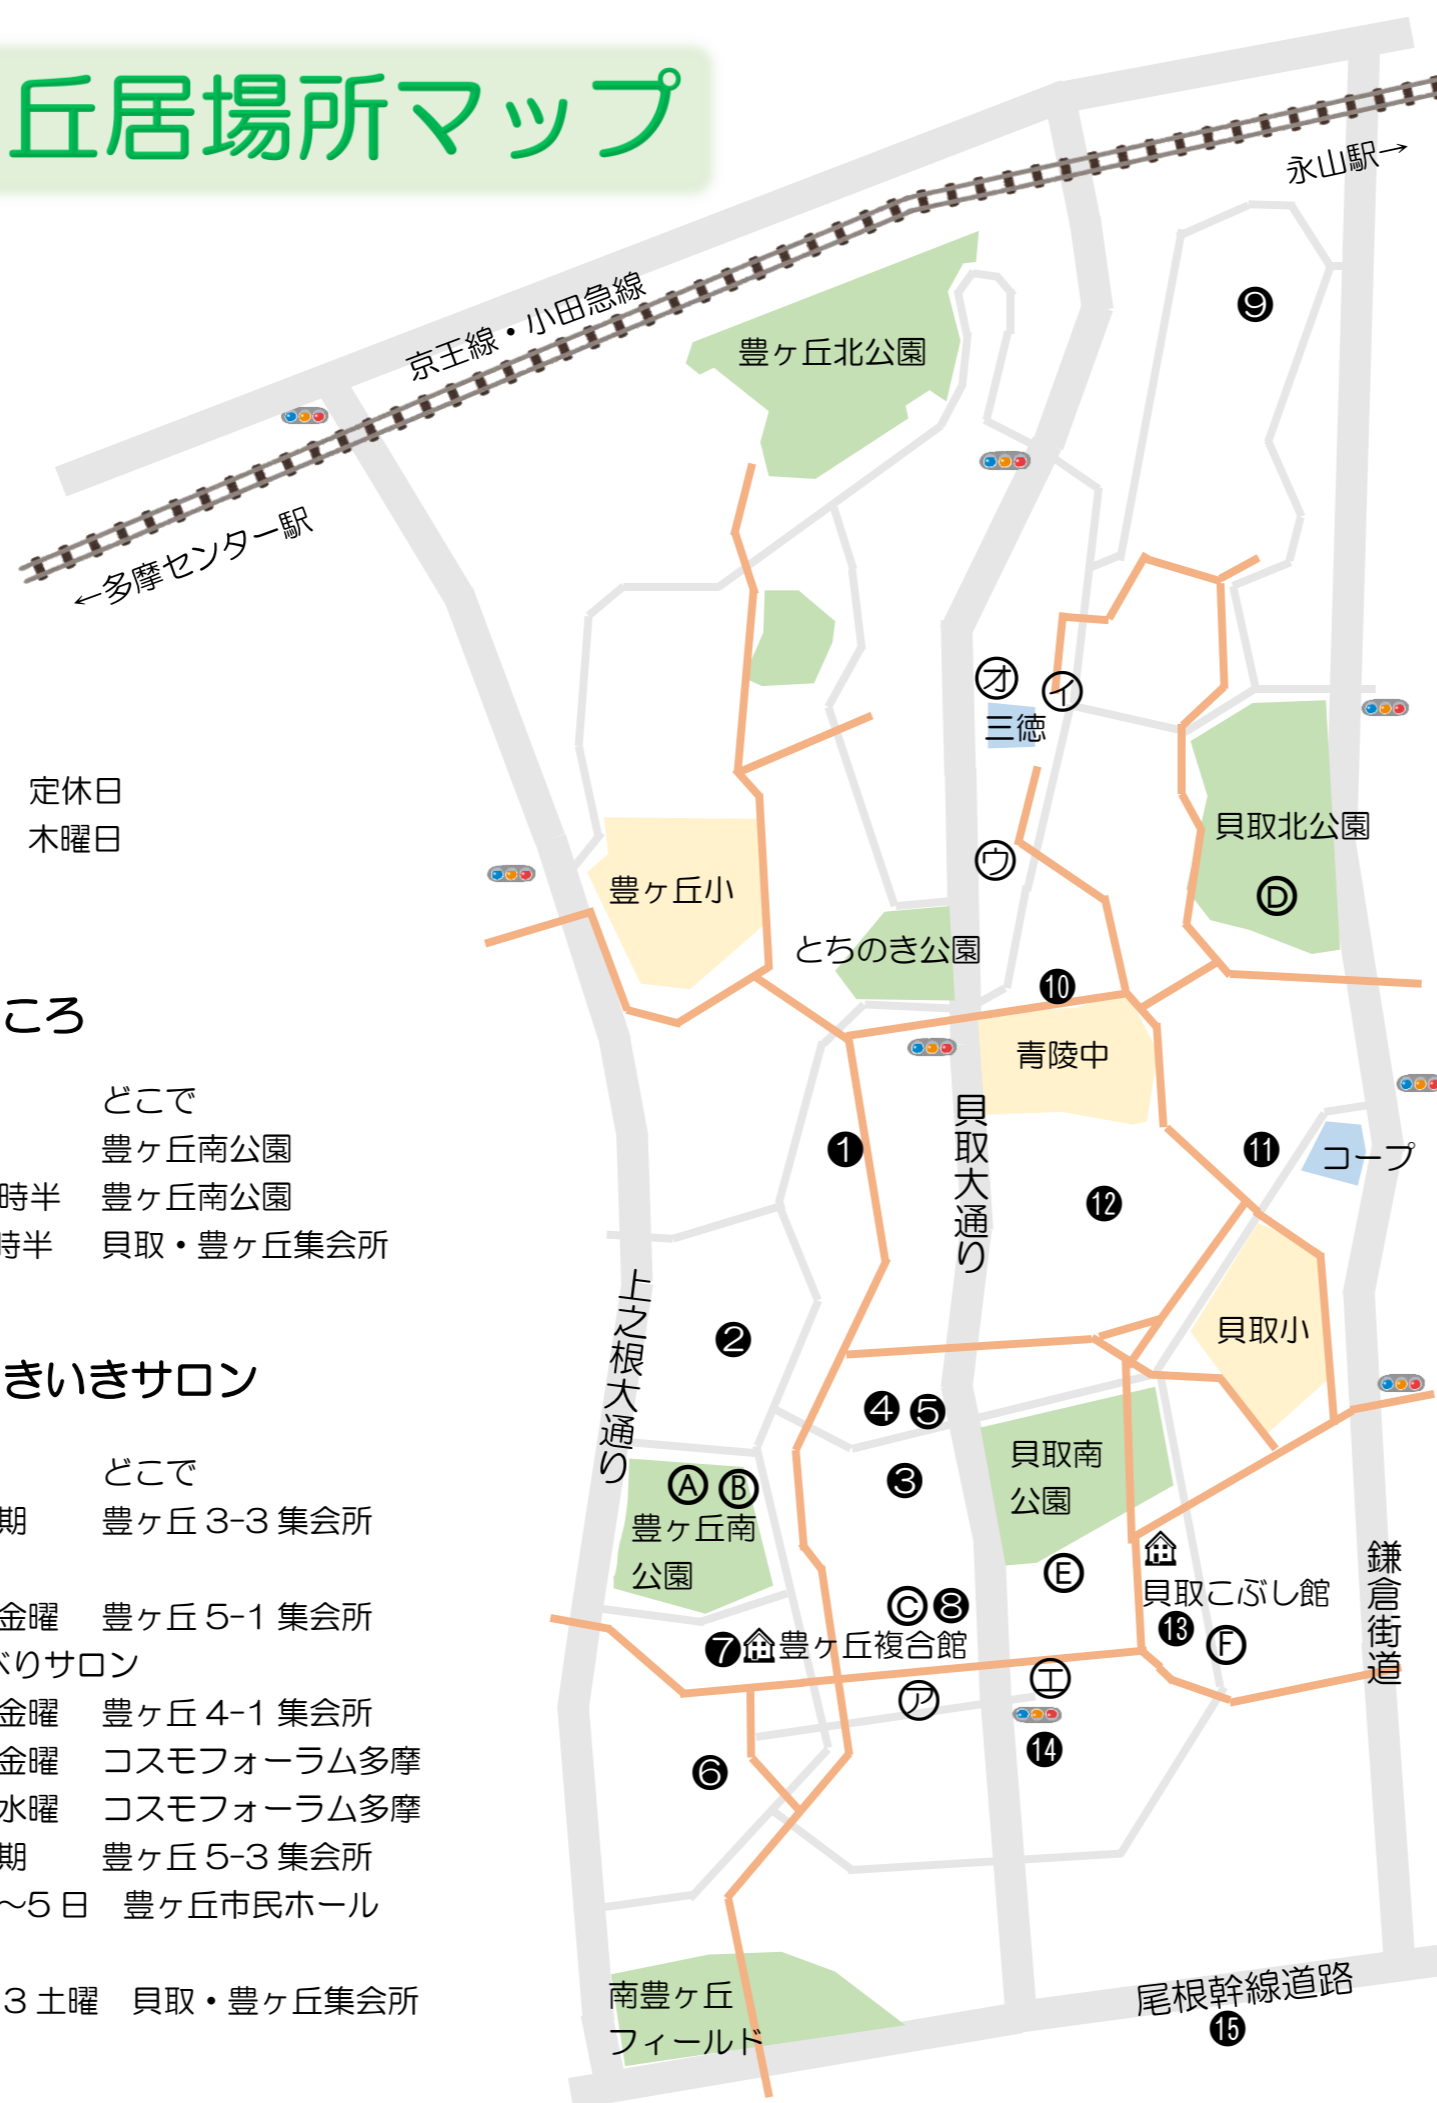 丘居場所マップ
永山駅→
京王線・小田急線
←多摩センター駅
豊ヶ丘北公園
❾
オ
イ
三徳
定休日
木曜日
貝取北公園
Ⓓ
ウ
豊ヶ丘小
とちのき公園
❿
青陵中
ころ
どこで
豊ヶ丘南公園
時半 豊ヶ丘南公園
時半 貝取・豊ヶ丘集会所
❶
貝取大通り
⓫
コープ
⓬
上之根大通り
❷
貝取小
きいきサロン
❹ ❺
❸
貝取南
公園
どこで
期 豊ヶ丘 3-3 集会所
金曜 豊ヶ丘 5-1 集会所
べりサロン
金曜 豊ヶ丘 4-1 集会所
金曜 コスモフォーラム多摩
水曜 コスモフォーラム多摩
期 豊ヶ丘 5-3 集会所
～5 日 豊ヶ丘市民ホール
3 土曜 貝取・豊ヶ丘集会所
Ⓐ Ⓑ
豊ヶ丘南
公園
Ⓔ
鎌倉街道
貝取こぶし館
⓭ Ⓕ
Ⓒ ❽
❼ 豊ヶ丘複合館
エ
ア
⓮
❻
南豊ヶ丘
フィールド
尾根幹線道路
⓯